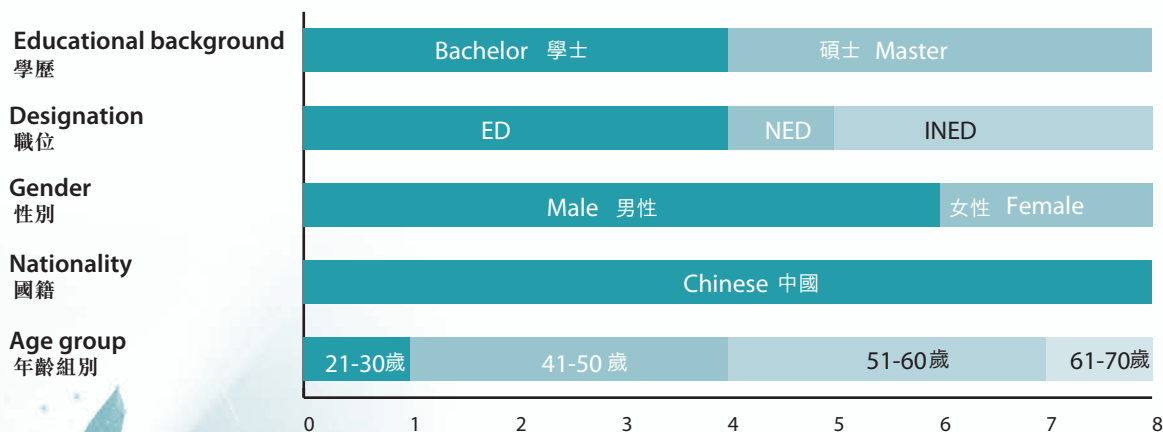 Educational background
學歷
Bachelor 學士
碩士 Master
Designation
職位
ED
NED
INED
Gender
性別
Male 男性
女性 Female
Nationality
國籍
Chinese 中國
Age group
年齡組別
21-30歲
41-50 歲
51-60歲
61-70歲
0 1 2 3 4 5 6 7 8